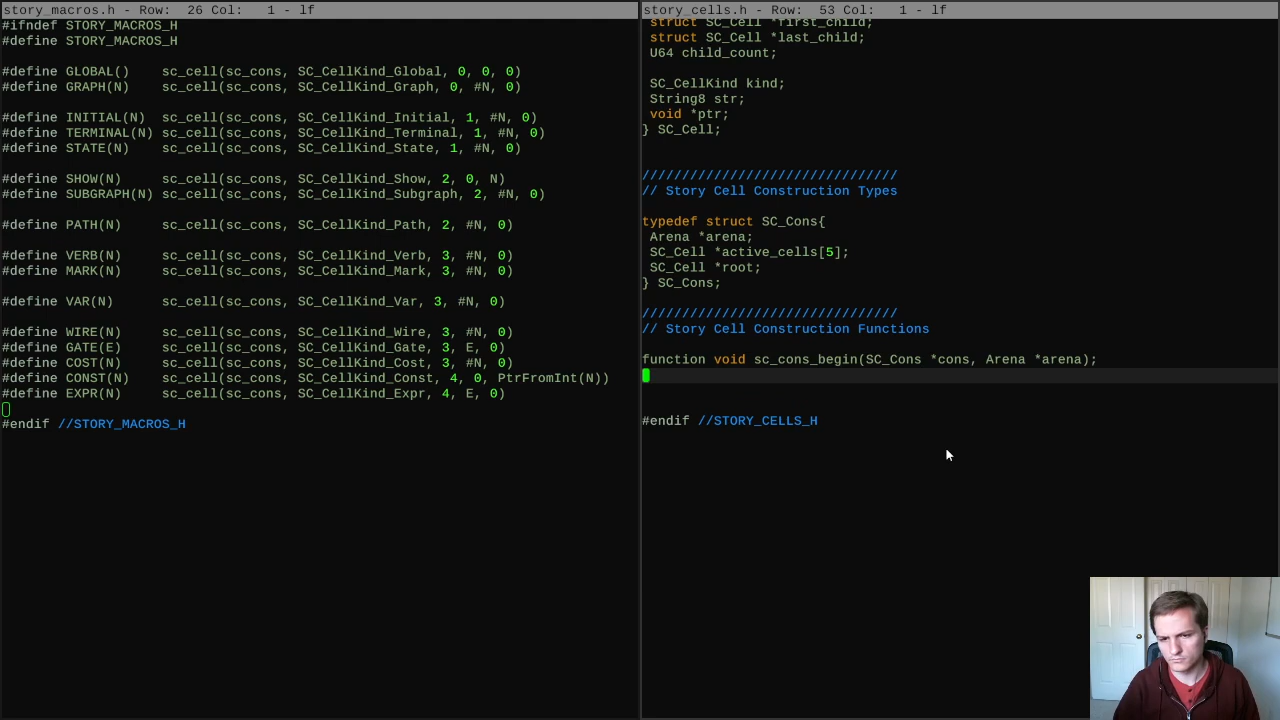 story_macros.h - Row:  26 Col:   1 - lf
#ifndef STORY_MACROS_H
#define STORY_MACROS_H
#define GLOBAL()    sc_cell(sc_cons, SC_CellKind_Global, 0, 0, 0)
#define GRAPH(N)    sc_cell(sc_cons, SC_CellKind_Graph, 0, #N, 0)
#define INITIAL(N)  sc_cell(sc_cons, SC_CellKind_Initial, 1, #N, 0)
#define TERMINAL(N) sc_cell(sc_cons, SC_CellKind_Terminal, 1, #N, 0)
#define STATE(N)    sc_cell(sc_cons, SC_CellKind_State, 1, #N, 0)
#define SHOW(N)     sc_cell(sc_cons, SC_CellKind_Show, 2, 0, N)
#define SUBGRAPH(N) sc_cell(sc_cons, SC_CellKind_Subgraph, 2, #N, 0)
#define PATH(N)     sc_cell(sc_cons, SC_CellKind_Path, 2, #N, 0)
#define VERB(N)     sc_cell(sc_cons, SC_CellKind_Verb, 3, #N, 0)
#define MARK(N)     sc_cell(sc_cons, SC_CellKind_Mark, 3, #N, 0)
#define VAR(N)      sc_cell(sc_cons, SC_CellKind_Var, 3, #N, 0)
#define WIRE(N)     sc_cell(sc_cons, SC_CellKind_Wire, 3, #N, 0)
#define GATE(E)     sc_cell(sc_cons, SC_CellKind_Gate, 3, E, 0)
#define COST(N)     sc_cell(sc_cons, SC_CellKind_Cost, 3, #N, 0)
#define CONST(N)    sc_cell(sc_cons, SC_CellKind_Const, 4, 0, PtrFromInt(N))
#define EXPR(N)     sc_cell(sc_cons, SC_CellKind_Expr, 4, E, 0)
#endif //STORY_MACROS_H
story_cells.h - Row:  53 Col:   1 - lf
struct SC_Cell *first_child;
struct SC_Cell *last_child;
U64 child_count;
SC_CellKind kind;
String8 str;
void *ptr;
} SC_Cell;
////////////////////////////////
// Story Cell Construction Types
typedef struct SC_Cons{
Arena *arena;
SC_Cell *active_cells[5];
SC_Cell *root;
} SC_Cons;
////////////////////////////////
// Story Cell Construction Functions
function void sc_cons_begin(SC_Cons *cons, Arena *arena);
#endif //STORY_CELLS_H